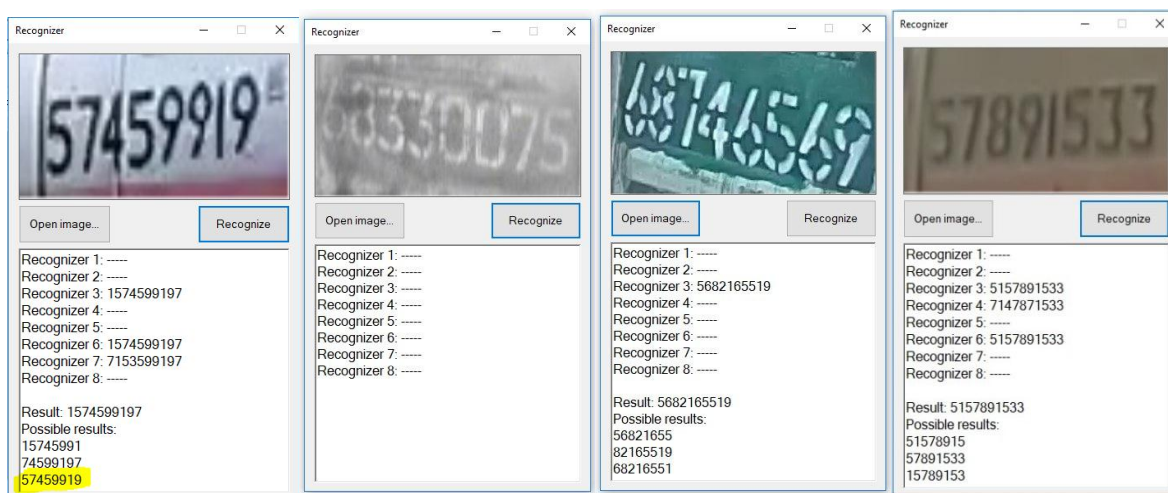 Recognizer
57459919
Open image...
Recognize
Recognizer 1: -----
Recognizer 2: -----
Recognizer 3: 1574599197
Recognizer 4: -----
Recognizer 5: -----
Recognizer 6: 1574599197
Recognizer 7: 7153599197
Recognizer 8: -----
Result: 1574599197
Possible results:
15745991
74599197
57459919
Recognizer
68330075
Open image...
Recognize
Recognizer 1: -----
Recognizer 2: -----
Recognizer 3: -----
Recognizer 4: -----
Recognizer 5: -----
Recognizer 6: -----
Recognizer 7: -----
Recognizer 8: -----
Recognizer
68746569
Open image...
Recognize
Recognizer 1: -----
Recognizer 2: -----
Recognizer 3: 5682165519
Recognizer 4: -----
Recognizer 5: -----
Recognizer 6: -----
Recognizer 7: -----
Recognizer 8: -----
Result: 5682165519
Possible results:
56821655
82165519
68216551
Recognizer
57891533
Open image...
Recognize
Recognizer 1: -----
Recognizer 2: -----
Recognizer 3: 5157891533
Recognizer 4: 7147871533
Recognizer 5: -----
Recognizer 6: 5157891533
Recognizer 7: -----
Recognizer 8: -----
Result: 5157891533
Possible results:
51578915
57891533
15789153